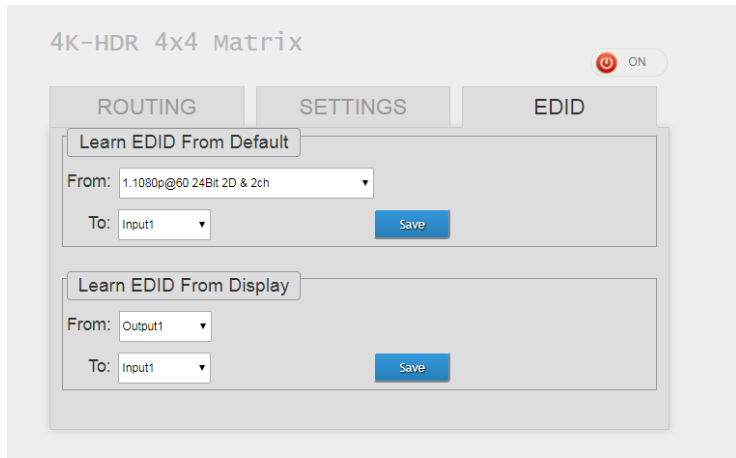 4K-HDR 4x4 Matrix
ON
ROUTING SETTINGS EDID
Learn EDID From Default
From: 1.1080p@60 24Bit 2D & 2ch
To: Input1 Save
Learn EDID From Display
From: Output1
To: Input1 Save